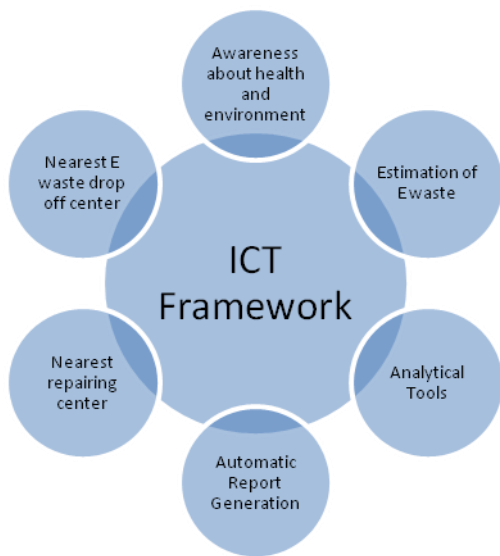 Awareness
about health
and
environment
Nearest E
waste drop
off center
Estimation of
Ewaste
ICT
Framework
Nearest
repairing
center
Analytical
Tools
Automatic
Report
Generation